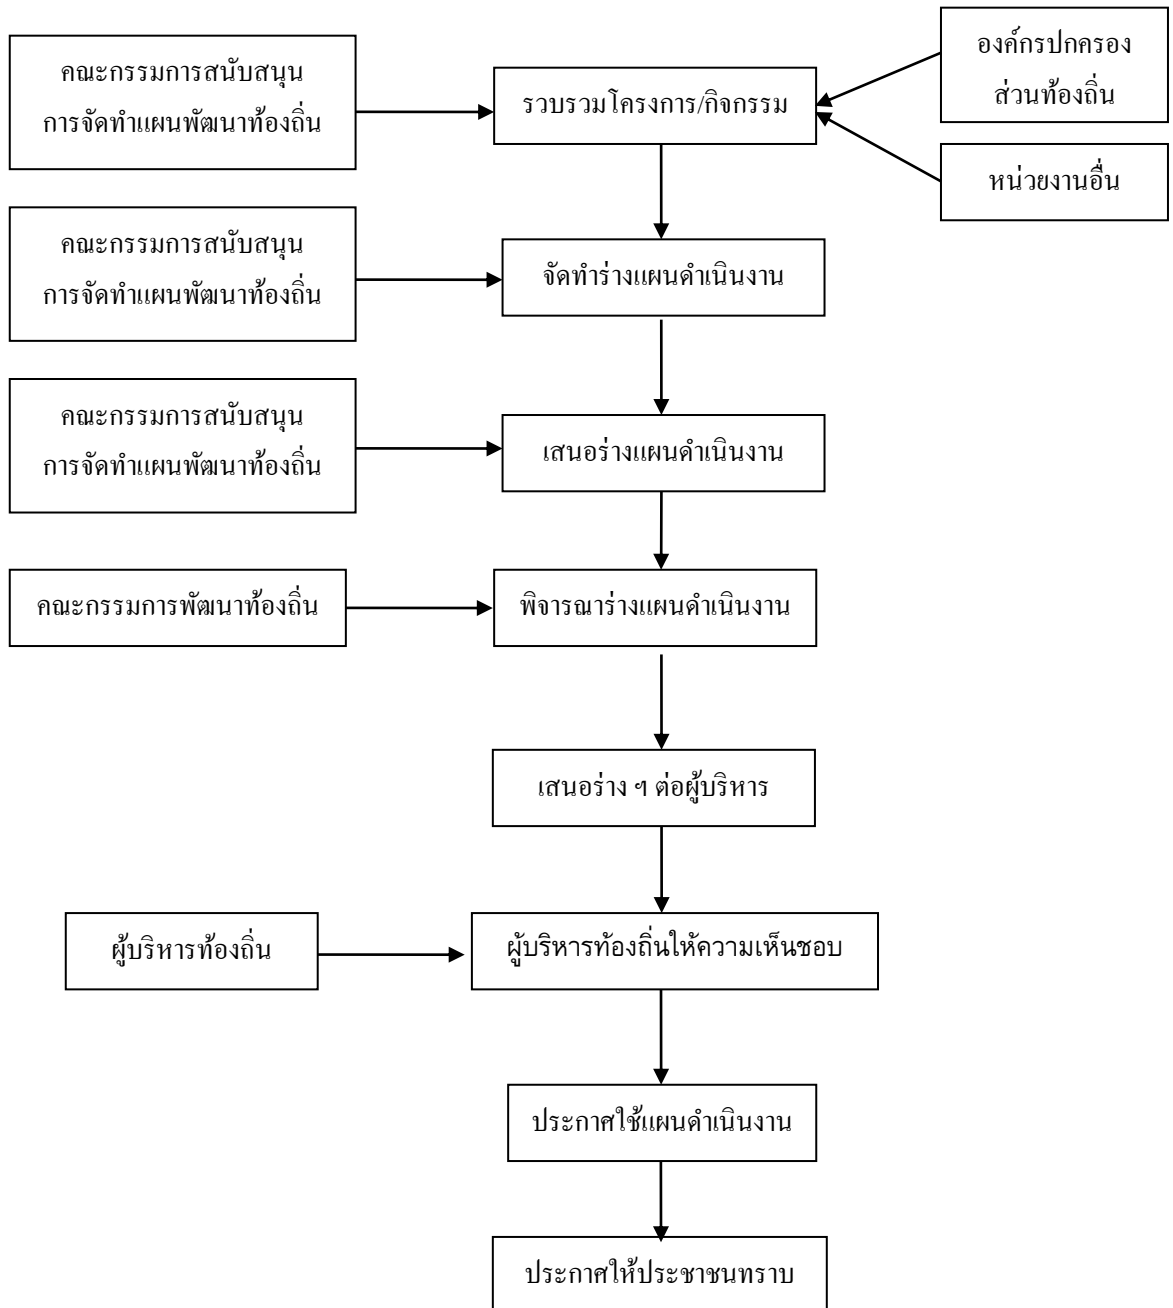 คณะกรรมการสนับสนุน
การจัดทำแผนพัฒนาท้องถิ่น
รวบรวมโครงการ/กิจกรรม
องค์กรปกครอง
ส่วนท้องถิ่น
หน่วยงานอื่น
คณะกรรมการสนับสนุน
การจัดทำแผนพัฒนาท้องถิ่น
จัดทำร่างแผนดำเนินงาน
คณะกรรมการสนับสนุน
การจัดทำแผนพัฒนาท้องถิ่น
เสนอร่างแผนดำเนินงาน
คณะกรรมการพัฒนาท้องถิ่น
พิจารณาร่างแผนดำเนินงาน
เสนอร่าง ฯ ต่อผู้บริหาร
ผู้บริหารท้องถิ่น
ผู้บริหารท้องถิ่นให้ความเห็นชอบ
ประกาศใช้แผนดำเนินงาน
ประกาศให้ประชาชนทราบ